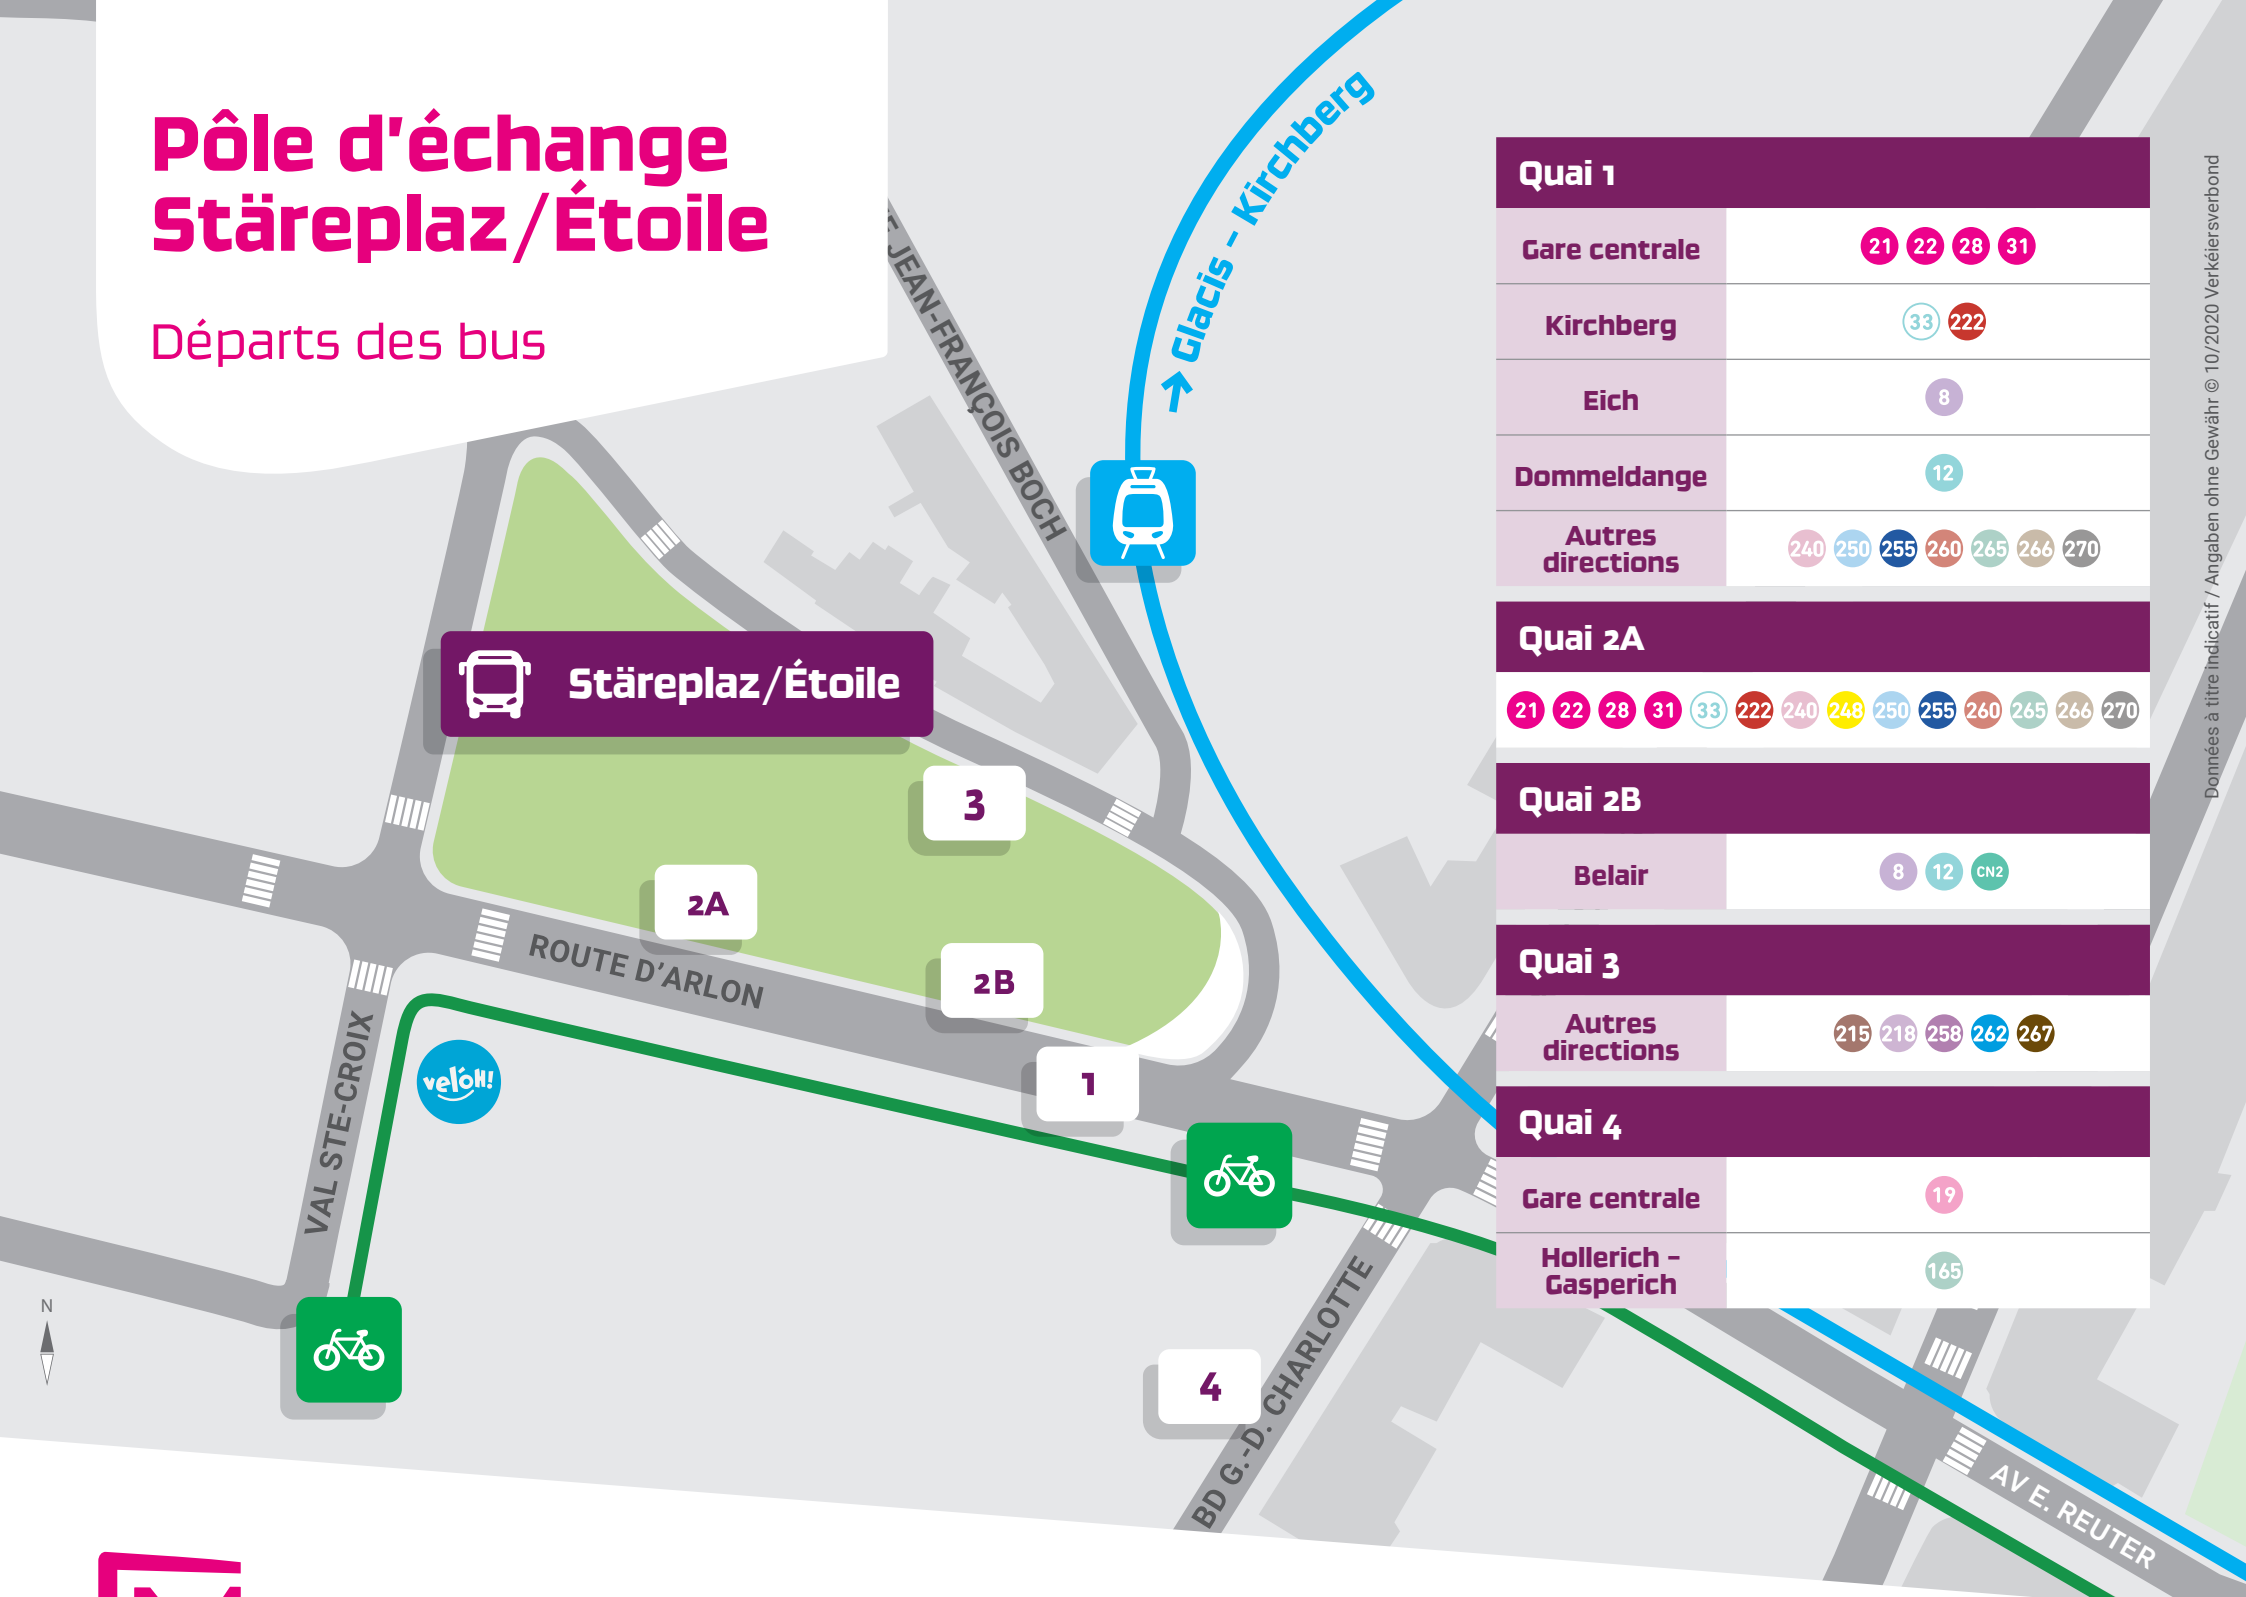 Pôle d'échange
Stäreplaz/Étoile
Départs des bus
JEAN-FRANÇOIS BOCH
Glacis - Kirchberg
Stäreplaz/Étoile
3
2A
2B
1
4
ROUTE D'ARLON
VAL STE-CROIX
vel'oH!
BD G.-D. CHARLOTTE
AV E. REUTER
N
Quai 1
Gare centrale 21 22 28 31
Kirchberg 33 222
Eich 8
Dommeldange 12
Autres
directions 240 250 255 260 265 266 270
Quai 2A
21 22 28 31 33 222 240 248 250 255 260 265 266 270
Quai 2B
Belair 8 12 CN2
Quai 3
Autres
directions 215 218 258 262 267
Quai 4
Gare centrale 19
Hollerich -
Gasperich 165
Données à titre indicatif / Angaben ohne Gewähr © 10/2020 Verkéiersverbond